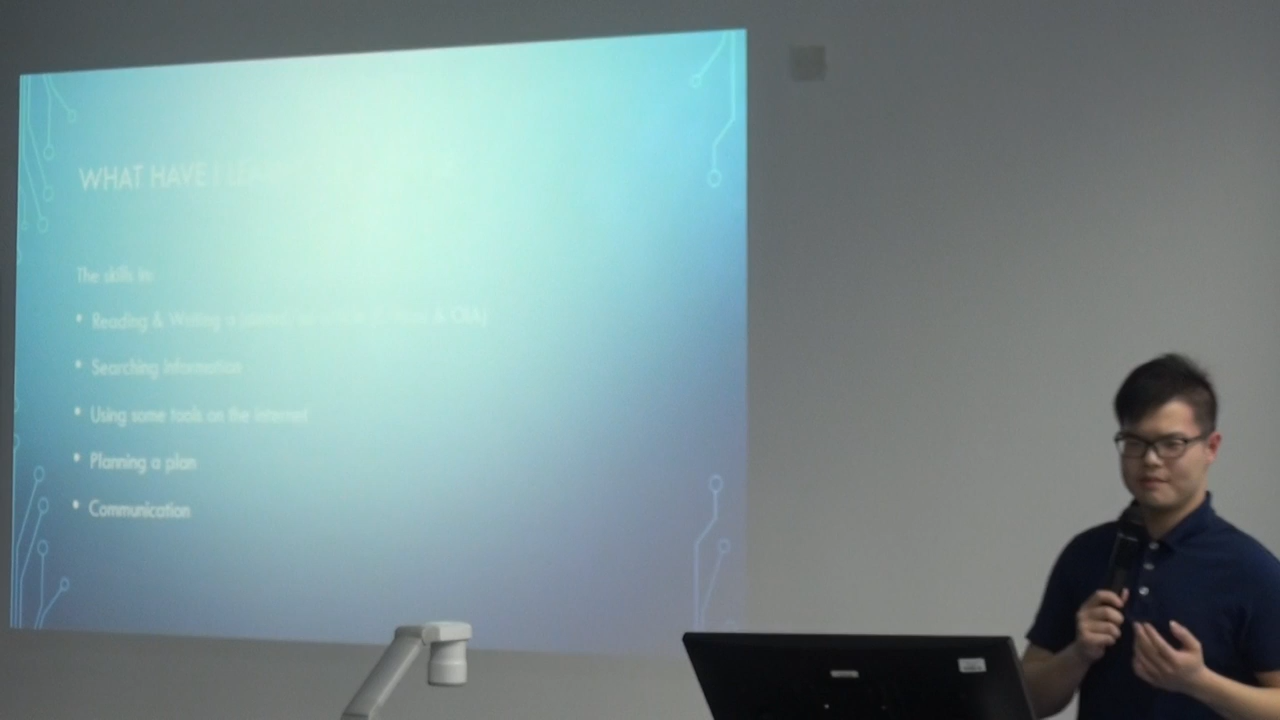 WHAT HAVE I
The skills in:
• Reading & Writing a
• Searching Information
• Using some tools on the internet
• Planning a plan
• Communication